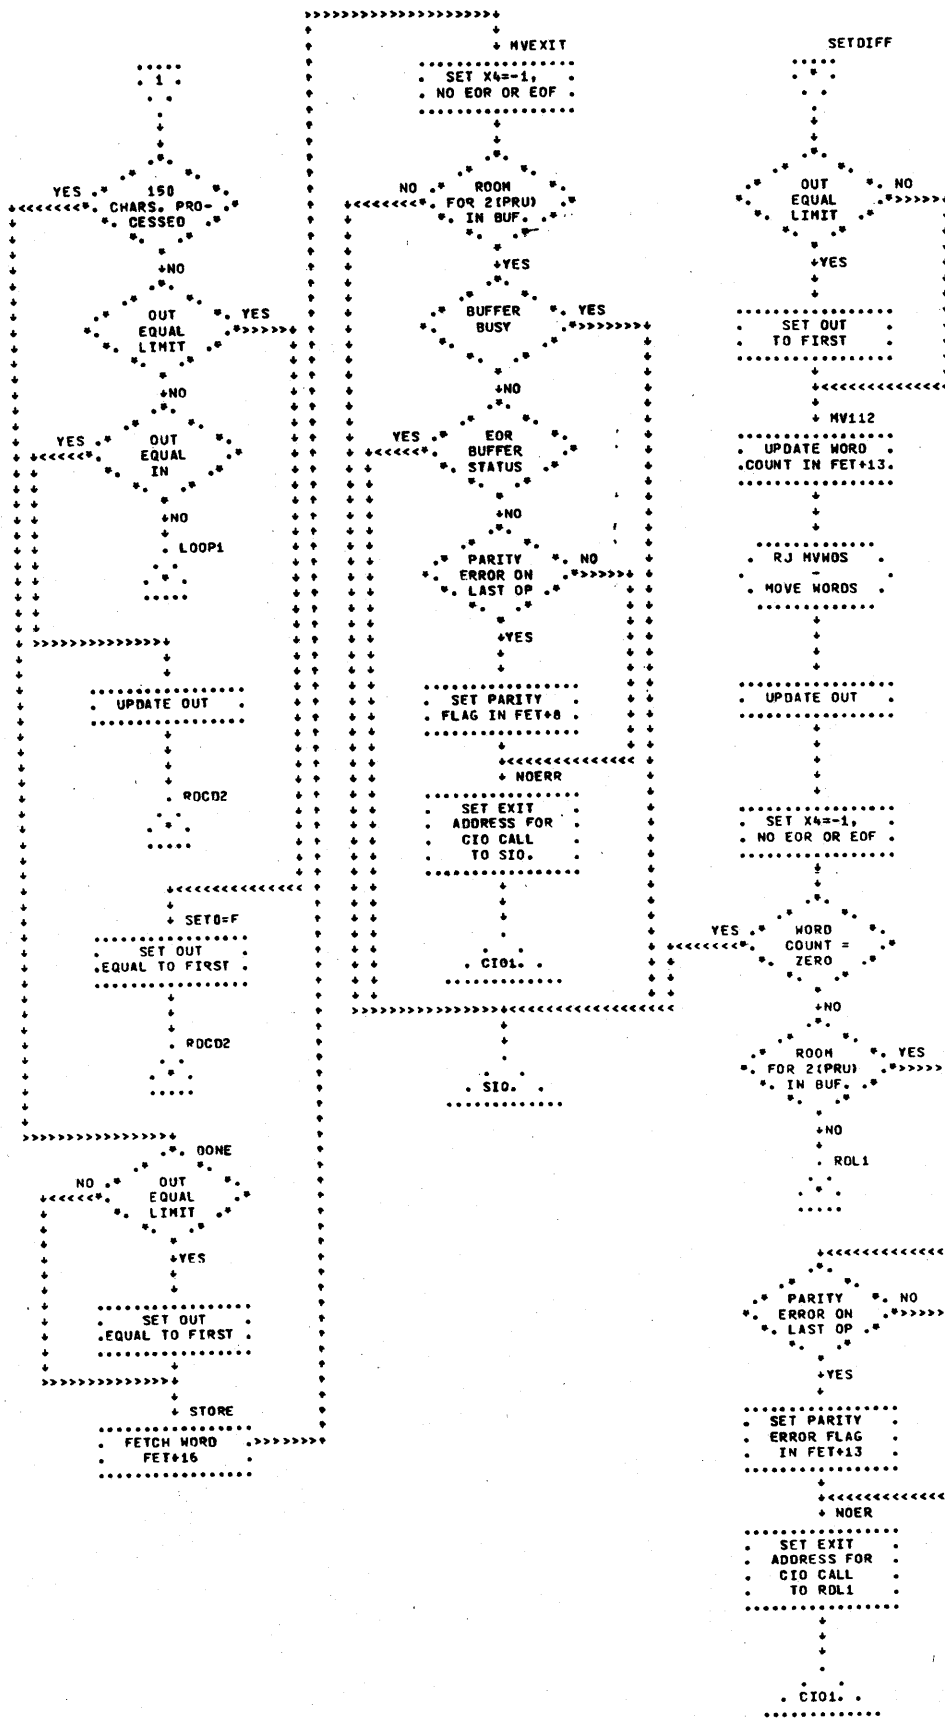 1
YES
150
CHARS. PRO-
CESSED
NO
OUT
EQUAL
LIMIT
YES
NO
YES
OUT
EQUAL
IN
NO
LOOP1
UPDATE OUT
RDCD2
SETO=F
SET OUT
EQUAL TO FIRST
RDCD2
DONE
NO
OUT
EQUAL
LIMIT
YES
SET OUT
EQUAL TO FIRST
STORE
FETCH WORD
FET+16
MVEXIT
SET X4=-1,
NO EOR OR EOF
NO
ROOM
FOR 2(PRU)
IN BUF.
YES
BUFFER
BUSY
YES
NO
YES
EOR
BUFFER
STATUS
NO
PARITY
ERROR ON
LAST OP
NO
YES
SET PARITY
FLAG IN FET+8
NOERR
SET EXIT
ADDRESS FOR
CIO CALL
TO SIO.
CIO1.
SIO.
SETDIFF
OUT
EQUAL
LIMIT
NO
YES
SET OUT
TO FIRST
MV112
UPDATE WORD
COUNT IN FET+13.
RJ MVWDS
-
MOVE WORDS
UPDATE OUT
SET X4=-1,
NO EOR OR EOF
YES
WORD
COUNT =
ZERO
NO
ROOM
FOR 2(PRU)
IN BUF.
YES
NO
RDL1
PARITY
ERROR ON
LAST OP
NO
YES
SET PARITY
ERROR FLAG
IN FET+13
NOER
SET EXIT
ADDRESS FOR
CIO CALL
TO RDL1
CIO1.